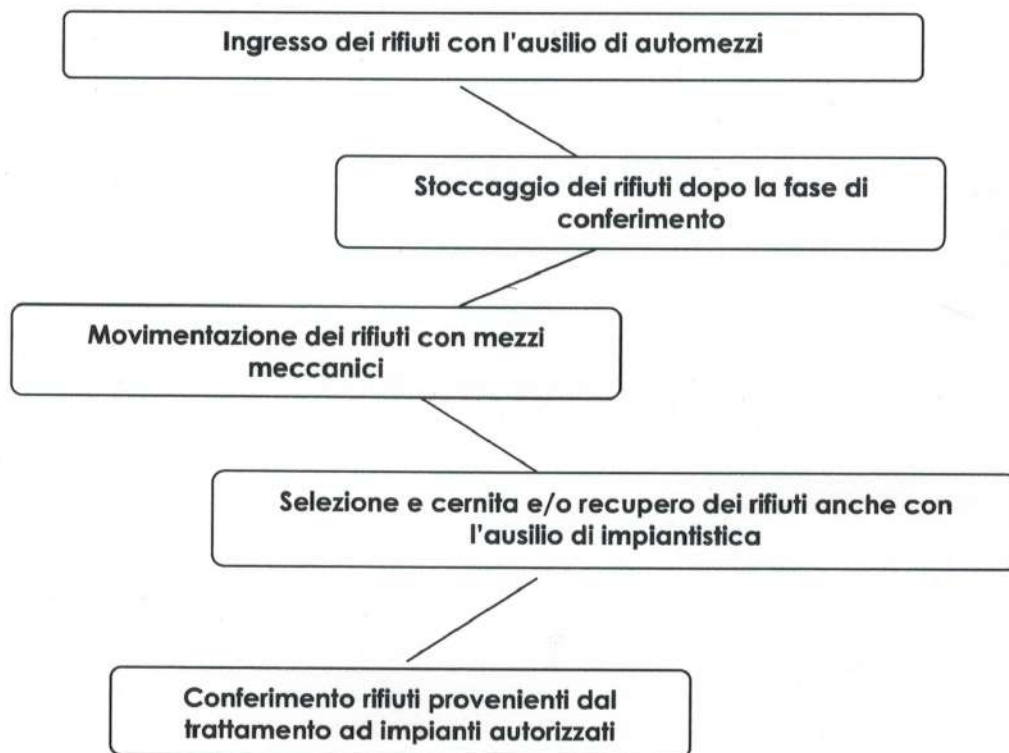 Ingresso dei rifiuti con l'ausilio di automezzi
Stoccaggio dei rifiuti dopo la fase di
conferimento
Movimentazione dei rifiuti con mezzi
meccanici
Selezione e cernita e/o recupero dei rifiuti anche con
l'ausilio di impiantistica
Conferimento rifiuti provenienti dal
trattamento ad impianti autorizzati